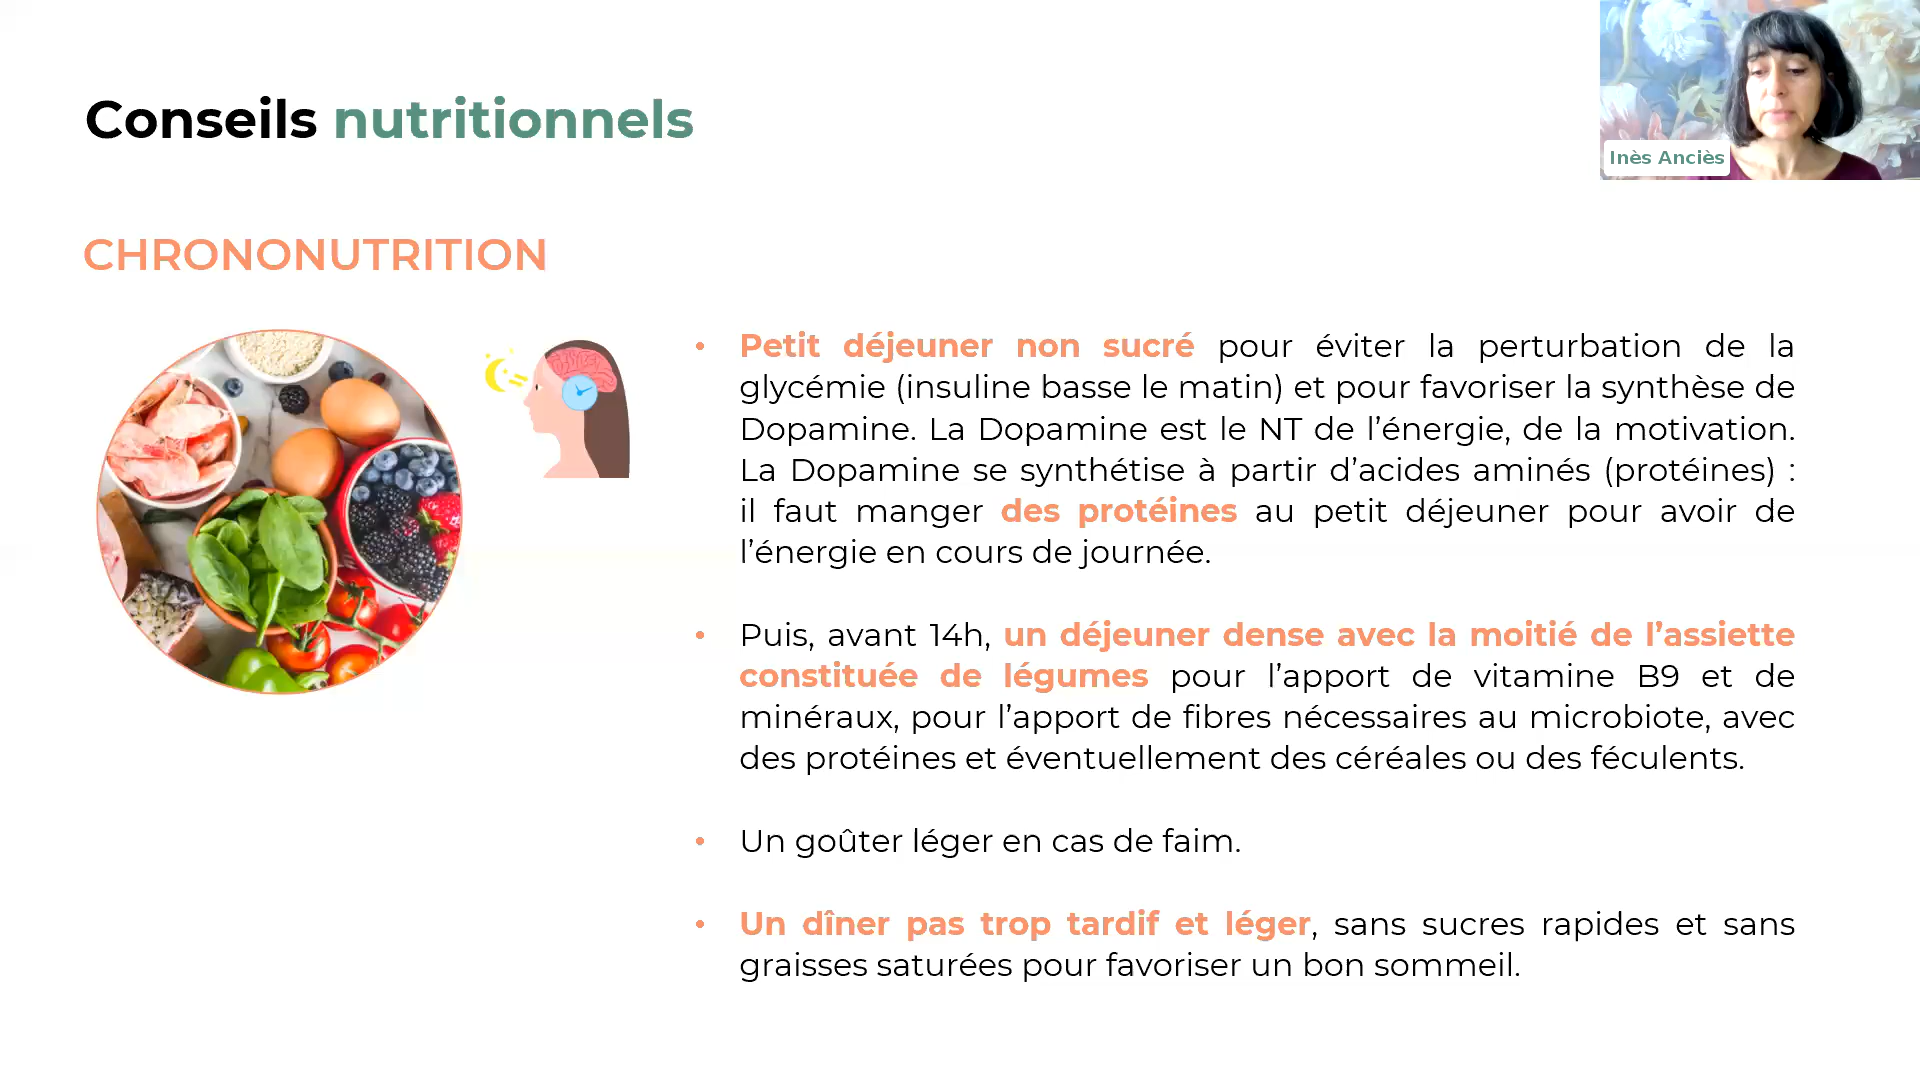 Conseils nutritionnels
Inès Anciès
CHRONONUTRITION
• Petit déjeuner non sucré pour éviter la perturbation de la
glycémie (insuline basse le matin) et pour favoriser la synthèse de
Dopamine. La Dopamine est le NT de l’énergie, de la motivation.
La Dopamine se synthétise à partir d’acides aminés (protéines) :
il faut manger des protéines au petit déjeuner pour avoir de
l’énergie en cours de journée.
• Puis, avant 14h, un déjeuner dense avec la moitié de l’assiette
constituée de légumes pour l’apport de vitamine B9 et de
minéraux, pour l’apport de fibres nécessaires au microbiote, avec
des protéines et éventuellement des céréales ou des féculents.
• Un goûter léger en cas de faim.
• Un dîner pas trop tardif et léger, sans sucres rapides et sans
graisses saturées pour favoriser un bon sommeil.